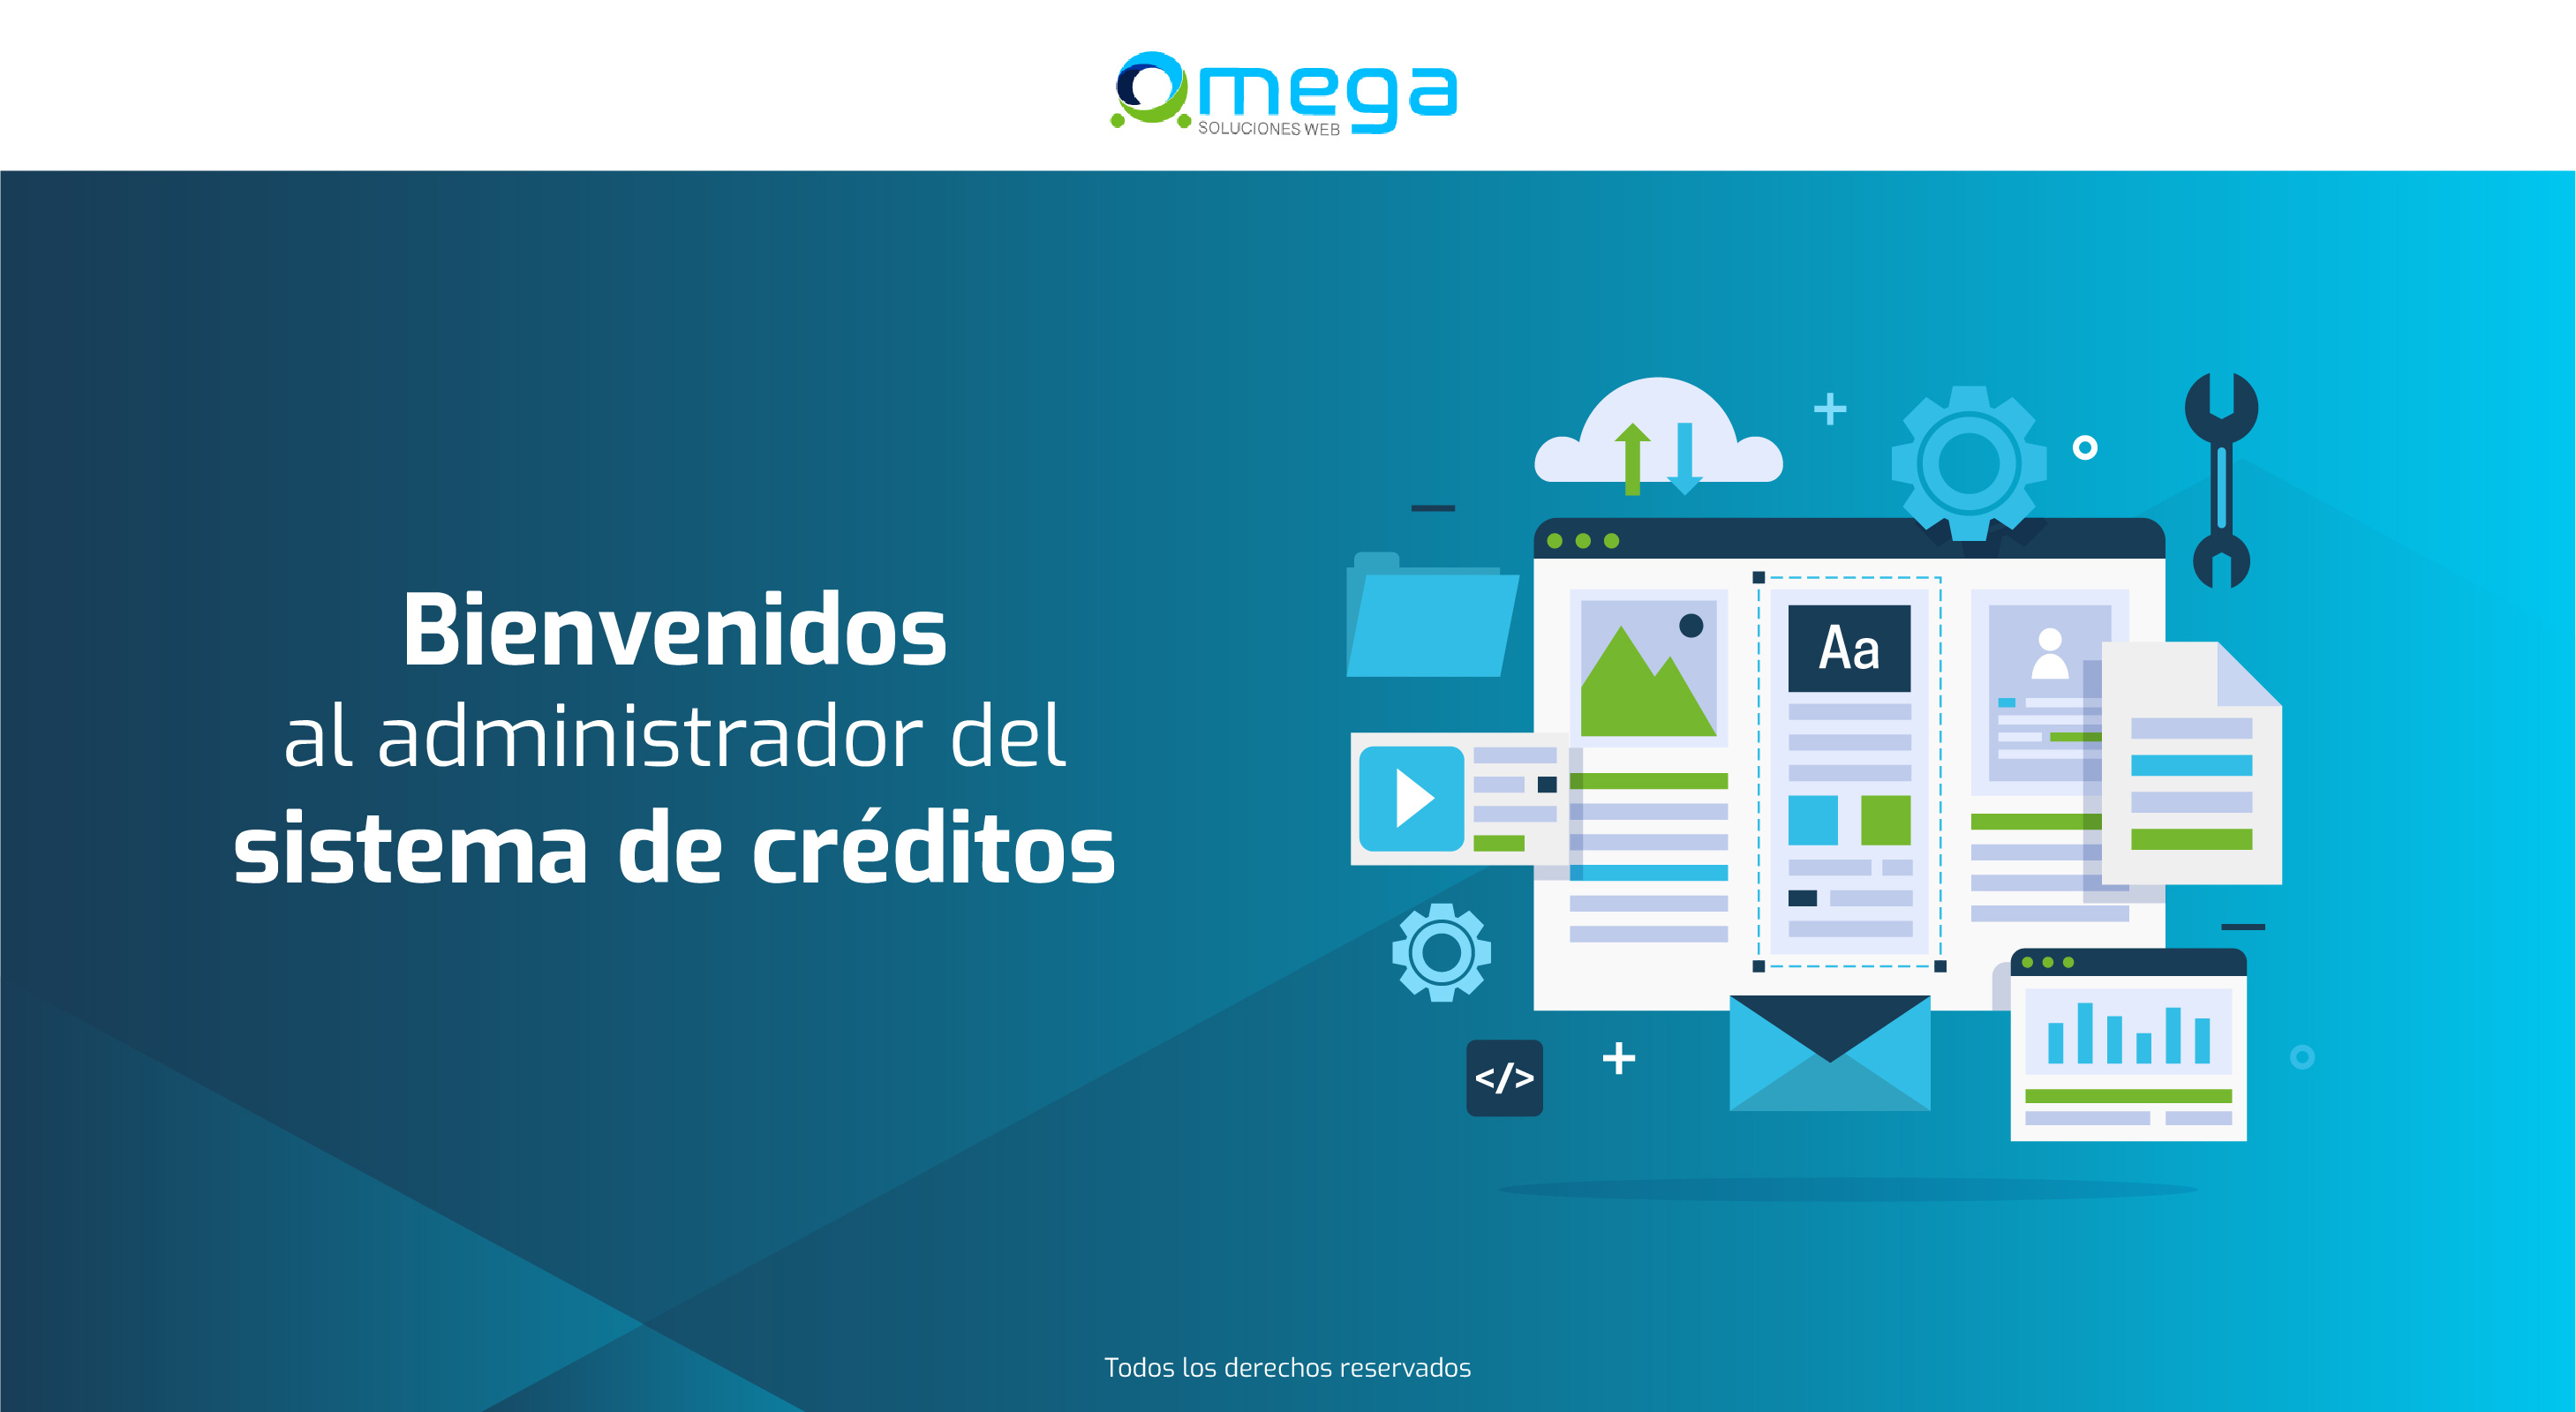 Omega
SOLUCIONES WEB
Bienvenidos
al administrador del
sistema de créditos
Aa
</>
Todos los derechos reservados